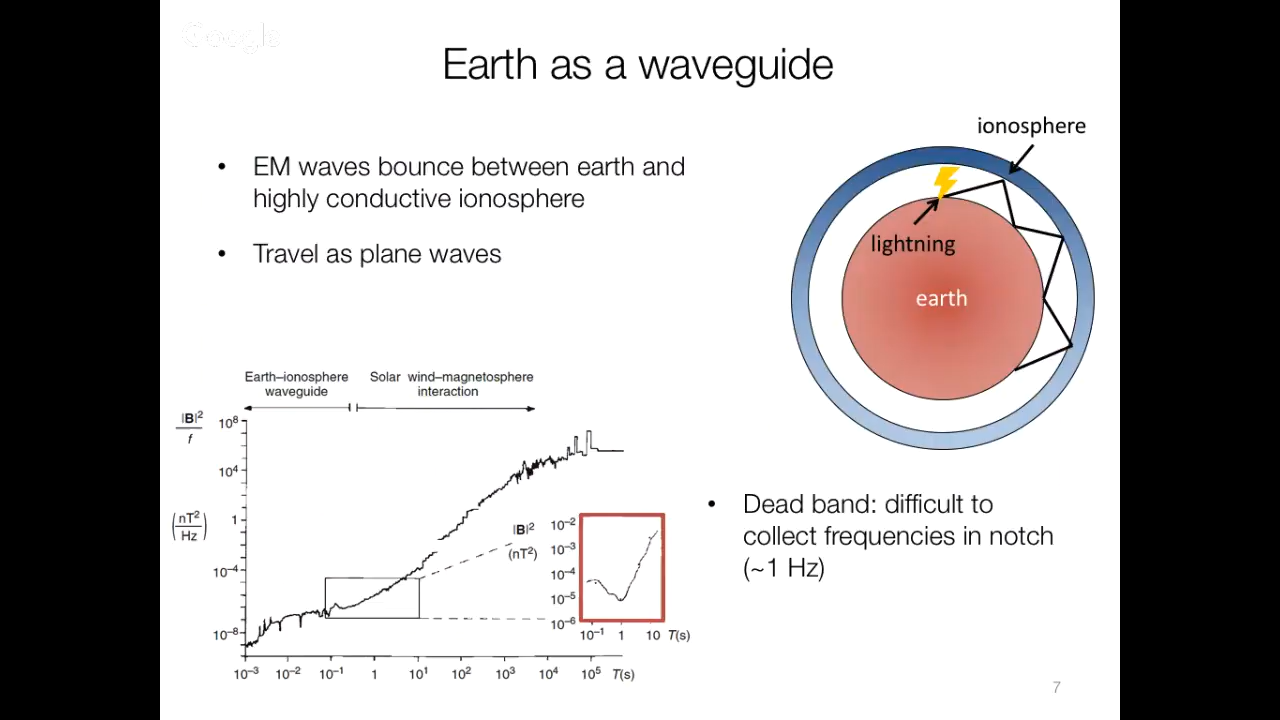 Google
Earth as a waveguide
ionosphere
• EM waves bounce between earth and
highly conductive ionosphere
• Travel as plane waves
lightning
earth
Earth–ionosphere
waveguide
Solar wind–magnetosphere
interaction
|B|²
f
(nT²
Hz)
10⁸
10⁴
1
10⁻⁴
10⁻⁸
10⁻³ 10⁻² 10⁻¹ 1 10¹ 10² 10³ 10⁴ 10⁵ T(s)
|B|²
(nT²)
10⁻²
10⁻³
10⁻⁴
10⁻⁵
10⁻⁶
10⁻¹ 1 10 T(s)
• Dead band: difficult to
collect frequencies in notch
(~1 Hz)
7